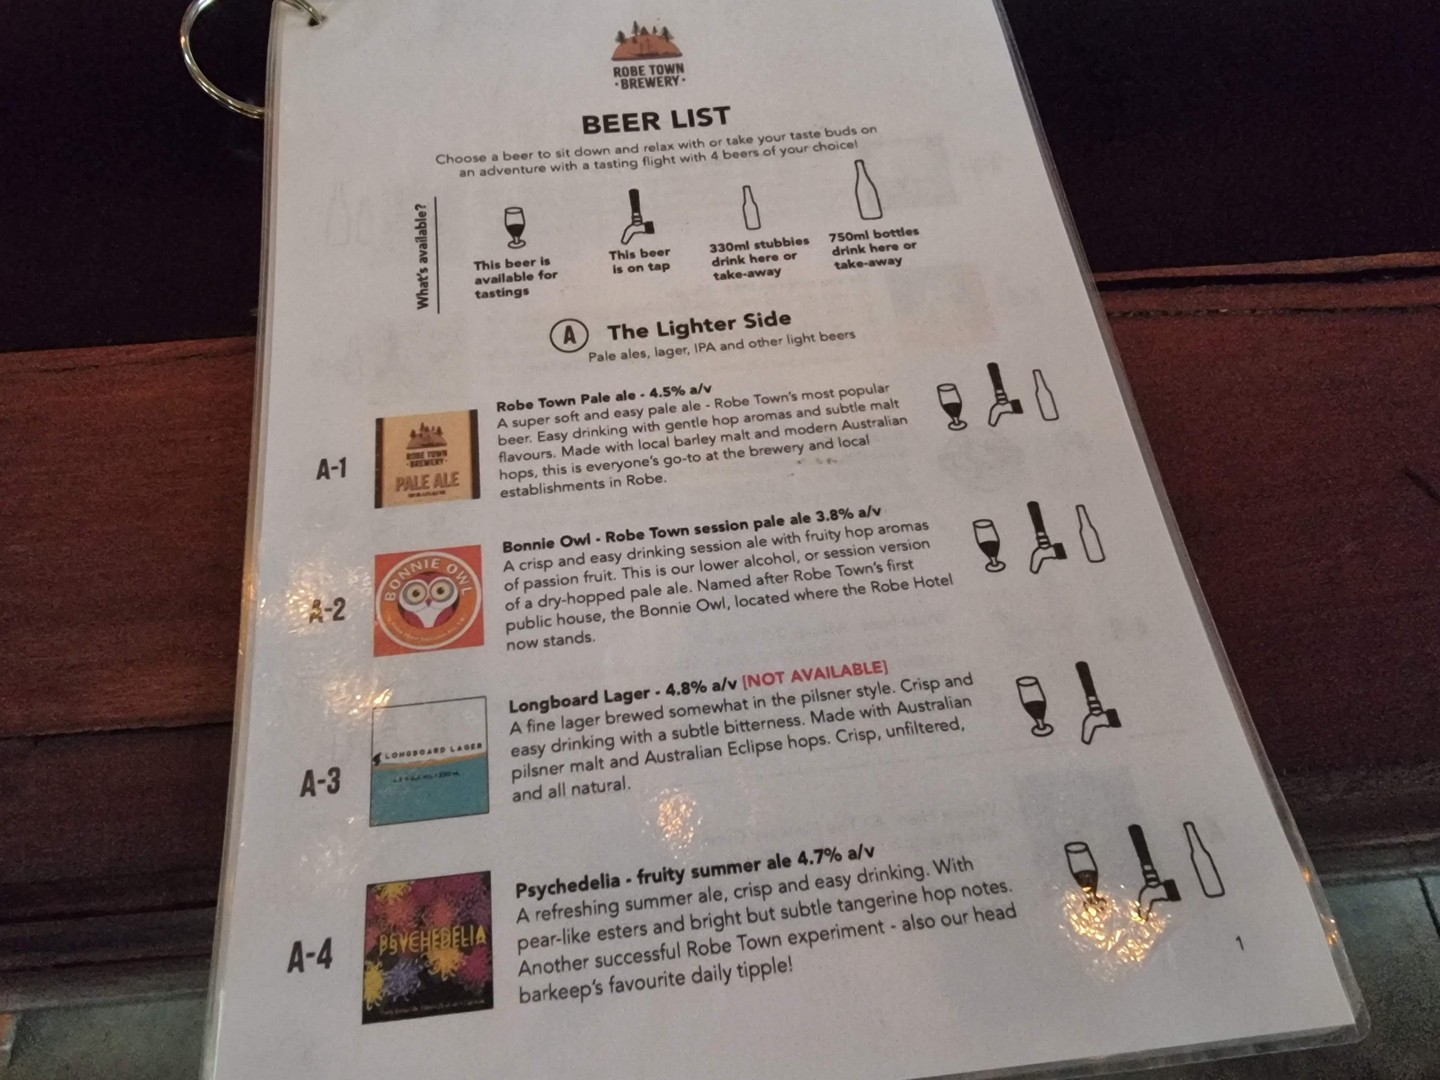 ROBE TOWN
·BREWERY·
BEER LIST
Choose a beer to sit down and relax with or take your taste buds on
an adventure with a tasting flight with 4 beers of your choice!
What's available?
This beer is
available for
tastings
This beer
is on tap
330ml stubbies
drink here or
take-away
750ml bottles
drink here or
take-away
A The Lighter Side
Pale ales, lager, IPA and other light beers
A-1
ROBE TOWN
·BREWERY·
PALE ALE
Robe Town Pale ale - 4.5% a/v
A super soft and easy pale ale - Robe Town's most popular
beer. Easy drinking with gentle hop aromas and subtle malt
flavours. Made with local barley malt and modern Australian
hops, this is everyone's go-to at the brewery and local
establishments in Robe.
A-2
BONNIE OWL
Bonnie Owl - Robe Town session pale ale 3.8% a/v
A crisp and easy drinking session ale with fruity hop aromas
of passion fruit. This is our lower alcohol, or session version
of a dry-hopped pale ale. Named after Robe Town's first
public house, the Bonnie Owl, located where the Robe Hotel
now stands.
A-3
LONGBOARD LAGER
Longboard Lager - 4.8% a/v [NOT AVAILABLE]
A fine lager brewed somewhat in the pilsner style. Crisp and
easy drinking with a subtle bitterness. Made with Australian
pilsner malt and Australian Eclipse hops. Crisp, unfiltered,
and all natural.
A-4
PSYCHEDELIA
Psychedelia - fruity summer ale 4.7% a/v
A refreshing summer ale, crisp and easy drinking. With
pear-like esters and bright but subtle tangerine hop notes.
Another successful Robe Town experiment - also our head
barkeep's favourite daily tipple!
1